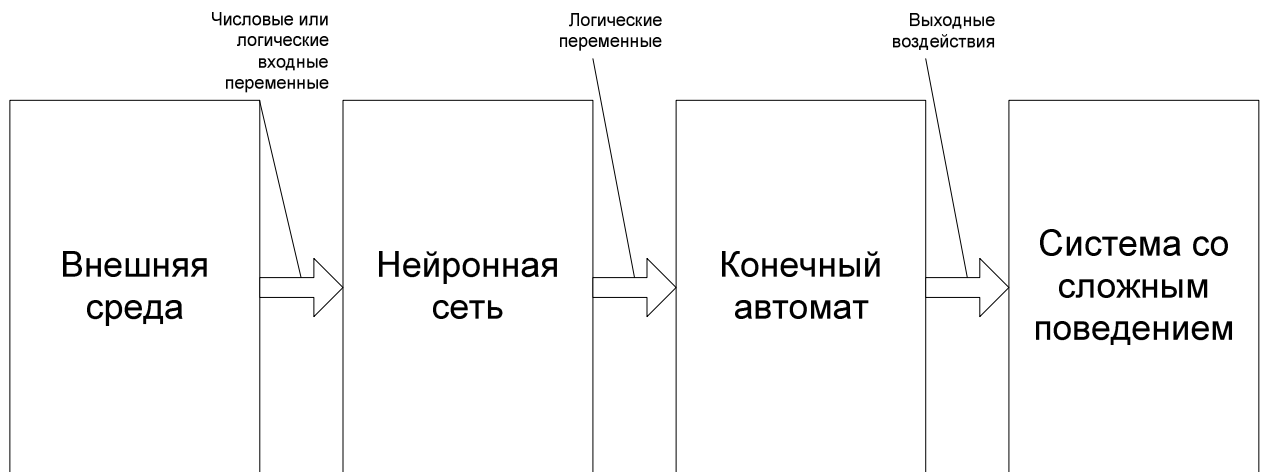 Числовые или
логические
входные
переменные
Логические
переменные
Выходные
воздействия
Внешняя
среда
Нейронная
сеть
Конечный
автомат
Система со
сложным
поведением